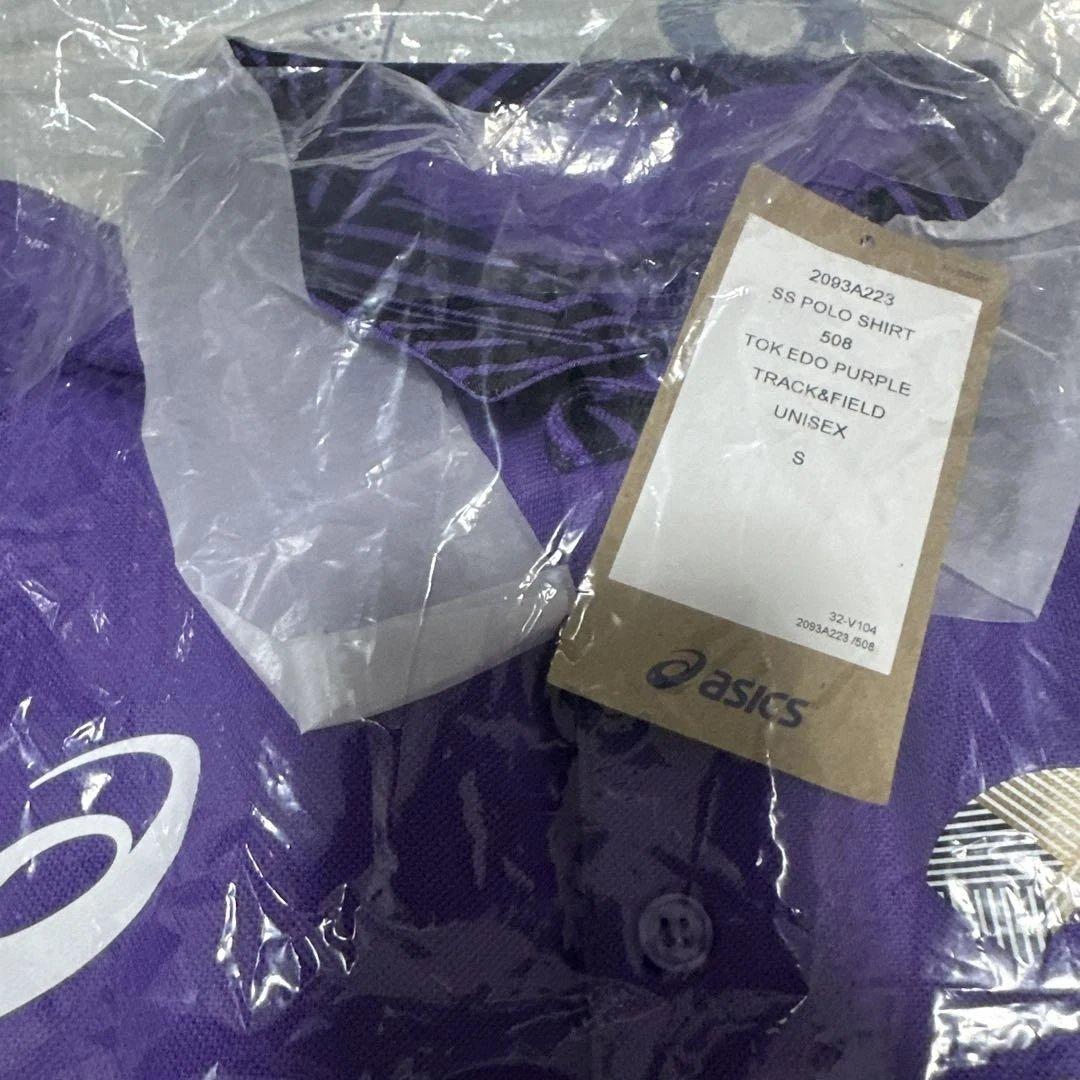 2093A223
SS POLO SHIRT
508
TOK EDO PURPLE
TRACK&FIELD
UNISEX
S
32-V104
2093A223 /508
asics